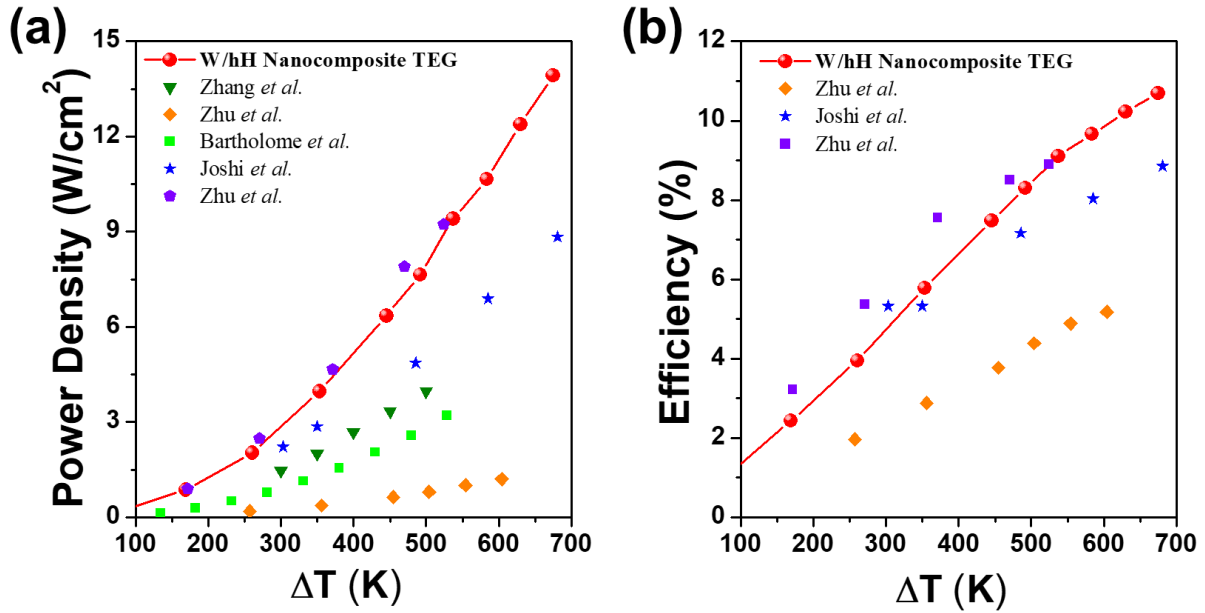 (a)
15
12
9
6
3
0
Power Density (W/cm²)
W/hH Nanocomposite TEG
Zhang et al.
Zhu et al.
Bartholome et al.
Joshi et al.
Zhu et al.
100 200 300 400 500 600 700
ΔT (K)
(b)
12
10
8
6
4
2
0
Efficiency (%)
W/hH Nanocomposite TEG
Zhu et al.
Joshi et al.
Zhu et al.
100 200 300 400 500 600 700
ΔT (K)